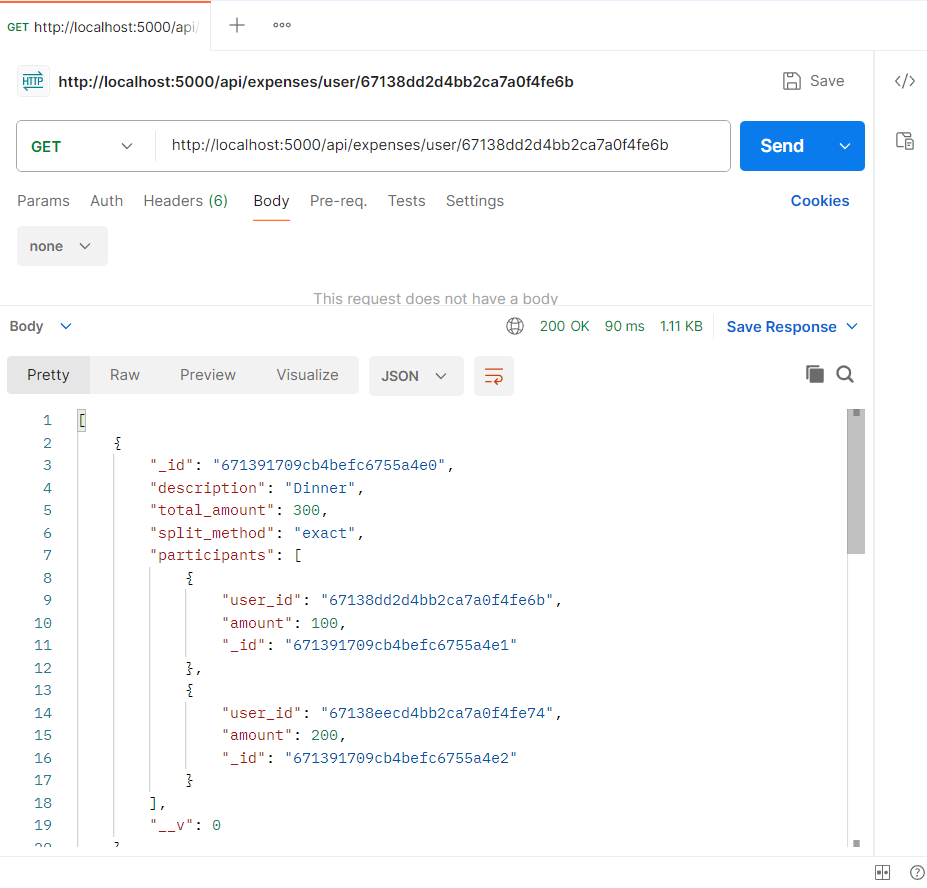 GET http://localhost:5000/api/
HTTP http://localhost:5000/api/expenses/user/67138dd2d4bb2ca7a0f4fe6b Save
GET http://localhost:5000/api/expenses/user/67138dd2d4bb2ca7a0f4fe6b Send
Params Auth Headers (6) Body Pre-req. Tests Settings Cookies
none
This request does not have a body
Body 200 OK 90 ms 1.11 KB Save Response
Pretty Raw Preview Visualize JSON
1 [
2 {
3 "_id": "671391709cb4befc6755a4e0",
4 "description": "Dinner",
5 "total_amount": 300,
6 "split_method": "exact",
7 "participants": [
8 {
9 "user_id": "67138dd2d4bb2ca7a0f4fe6b",
10 "amount": 100,
11 "_id": "671391709cb4befc6755a4e1"
12 },
13 {
14 "user_id": "67138eecd4bb2ca7a0f4fe74",
15 "amount": 200,
16 "_id": "671391709cb4befc6755a4e2"
17 }
18 ],
19 "__v": 0